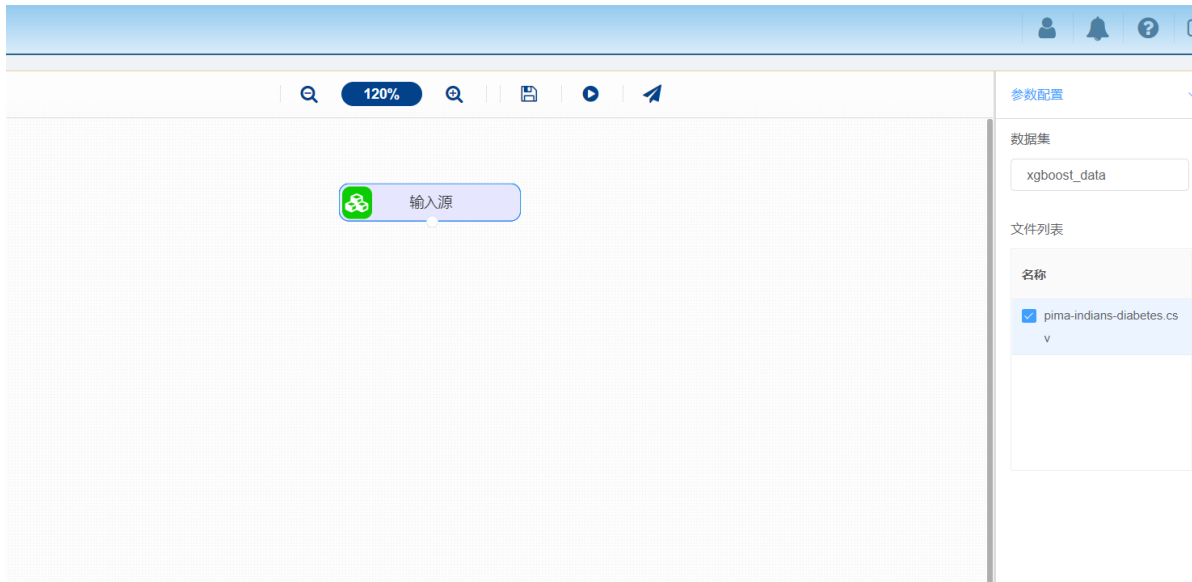 120%
参数配置
数据集
xgboost_data
输入源
文件列表
名称
pima-indians-diabetes.cs
v